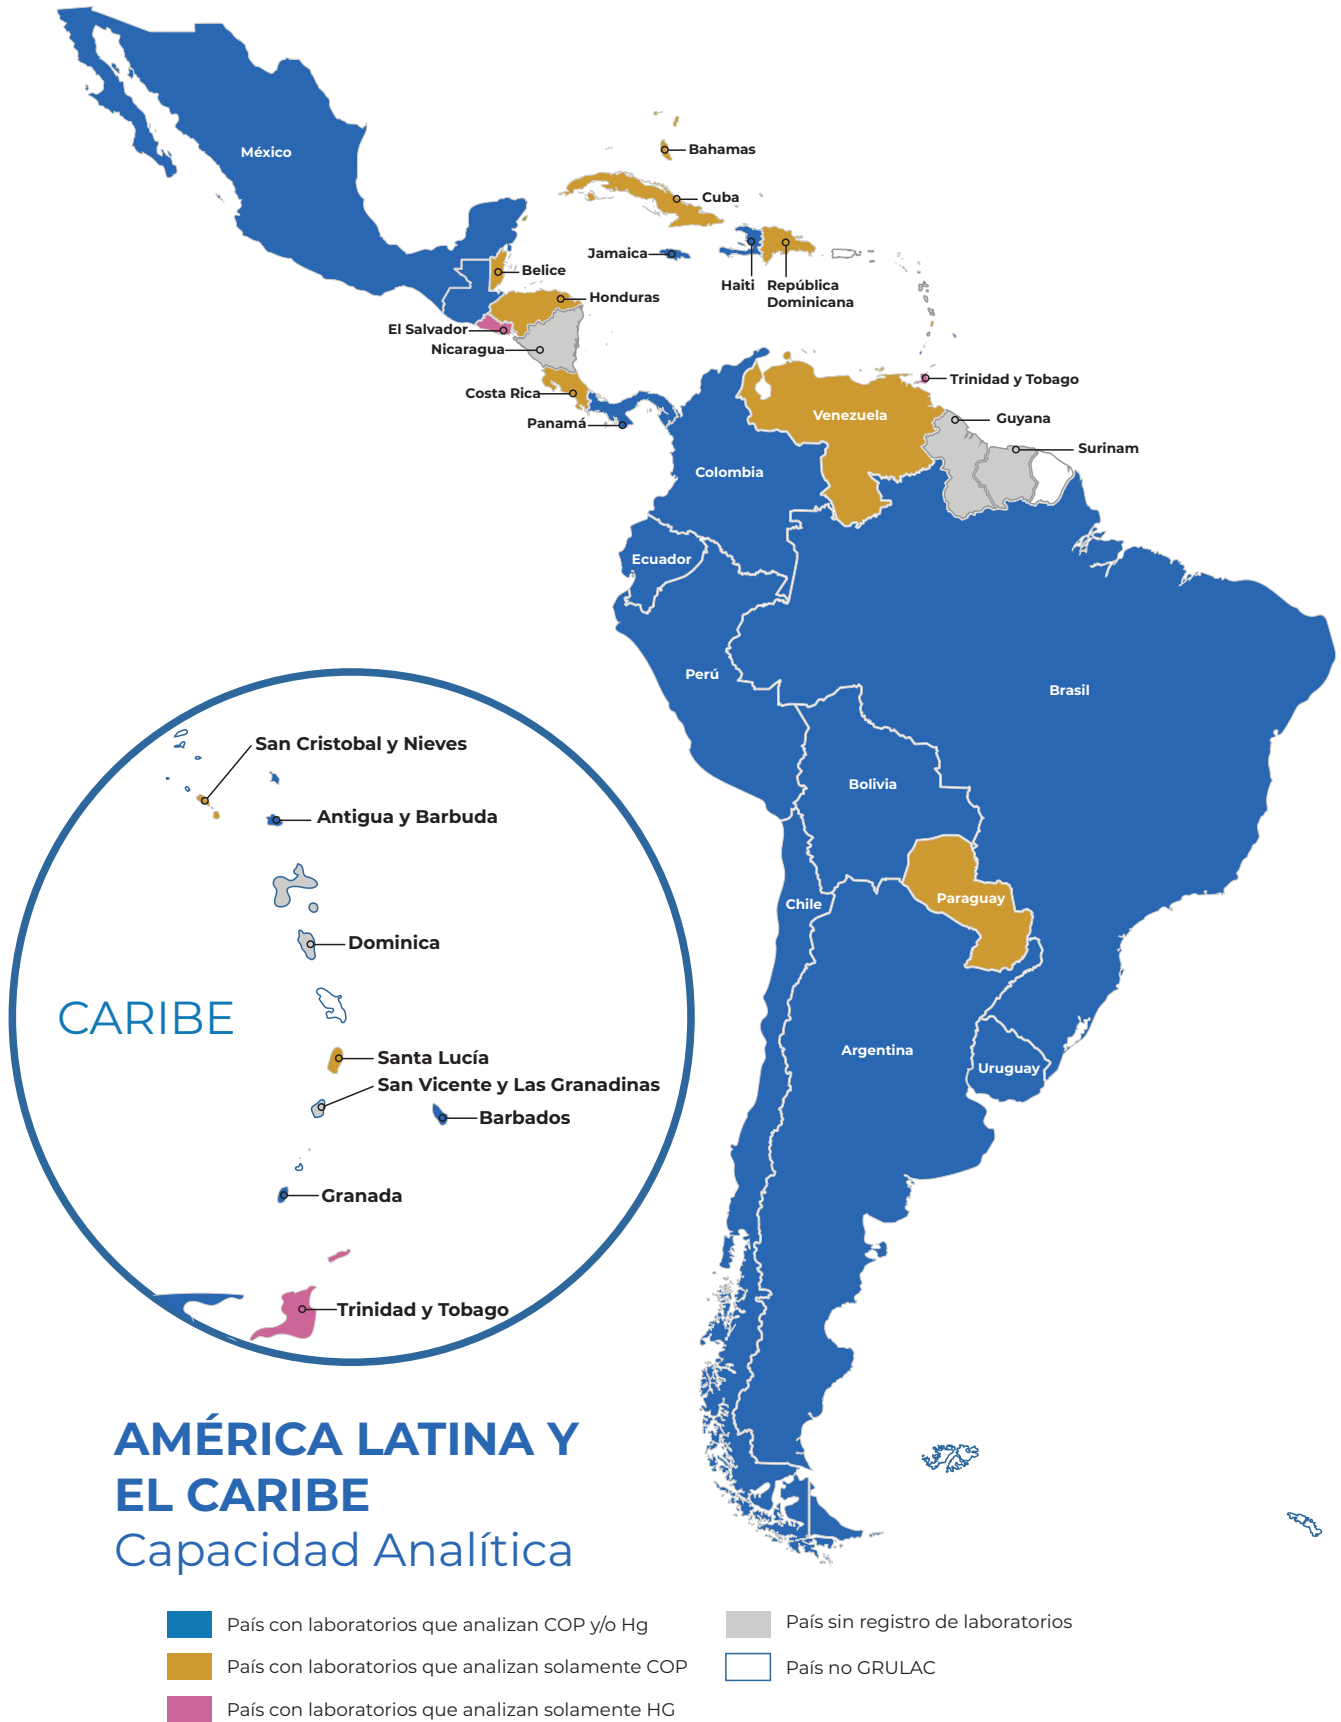 México
Bahamas
Cuba
Jamaica
Haiti
República
Dominicana
Belice
Honduras
El Salvador
Nicaragua
Costa Rica
Panamá
Trinidad y Tobago
Venezuela
Guyana
Surinam
Colombia
Ecuador
Perú
Brasil
Bolivia
Paraguay
Chile
Argentina
Uruguay
San Cristobal y Nieves
Antigua y Barbuda
Dominica
CARIBE
Santa Lucía
San Vicente y Las Granadinas
Barbados
Granada
Trinidad y Tobago
AMÉRICA LATINA Y
EL CARIBE
Capacidad Analítica
País con laboratorios que analizan COP y/o Hg
País con laboratorios que analizan solamente COP
País con laboratorios que analizan solamente HG
País sin registro de laboratorios
País no GRULAC